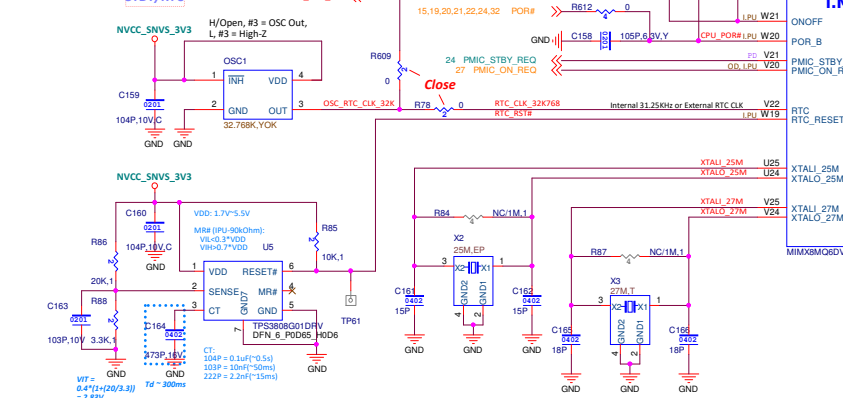 15,19,20,21,22,24,32 POR#
R612 0
I.PU W21 ONOFF
H/Open, #3 = OSC Out,
L, #3 = High-Z
NVCC_SNVS_3V3
GND
C158 0201 105P,6.3V,Y
CPU_POR# I.PU W20 POR_B
OSC1
R609
2
0
24 PMIC_STBY_REQ
27 PMIC_ON_REQ
PD V21 PMIC_STBY
OD, I.PU V20 PMIC_ON_R
1 INH VDD 4
C159
0201
104P,10V,C
2 GND OUT 3
32.768K,YOK
GND GND
Close
OSC_RTC_CLK_32K
R78 2 0
RTC_CLK_32K768
RTC_RST#
Internal 31.25KHz or External RTC CLK
V22 RTC
I.PU W19 RTC_RESET
NVCC_SNVS_3V3
XTALI_25M U25 XTALI_25M
XTALO_25M U24 XTALO_25M
XTALI_27M V25 XTALI_27M
XTALO_27M V24 XTALO_27M
MIMX8MQ6DV
VDD: 1.7V~5.5V
MR# (IPU-90kOhm):
VIL<0.3*VDD
VIH>0.7*VDD
C160
0201
104P,10V,C
GND
R85
2
10K,1
R86
2
20K,1
U5
1 VDD RESET# 6
2 SENSE MR# 4
3 CT GND 5
GND7
7
TPS3808G01DRV
DFN_6_P0D65_H0D6
TP61
GND
C163
0201
103P,10V
R88
2
3.3K,1
GND
C164
0402
473P,16V
GND
CT:
104P = 0.1uF(~0.5s)
103P = 10nF(~50ms)
222P = 2.2nF(~15ms)
VIT =
0.4*(1+(20/3.3))
= 2.83V
Td ~ 300ms
R84 4 NC/1M,1
X2
25M,EP
3 X2 X1 1
GND2 GND1
4 2
GND
C161
0402
15P
GND
C162
0402
15P
GND
R87 4 NC/1M,1
X3
27M,T
3 X2 X1 1
GND2 GND1
4 2
GND
C165
0402
18P
GND
C166
0402
18P
GND